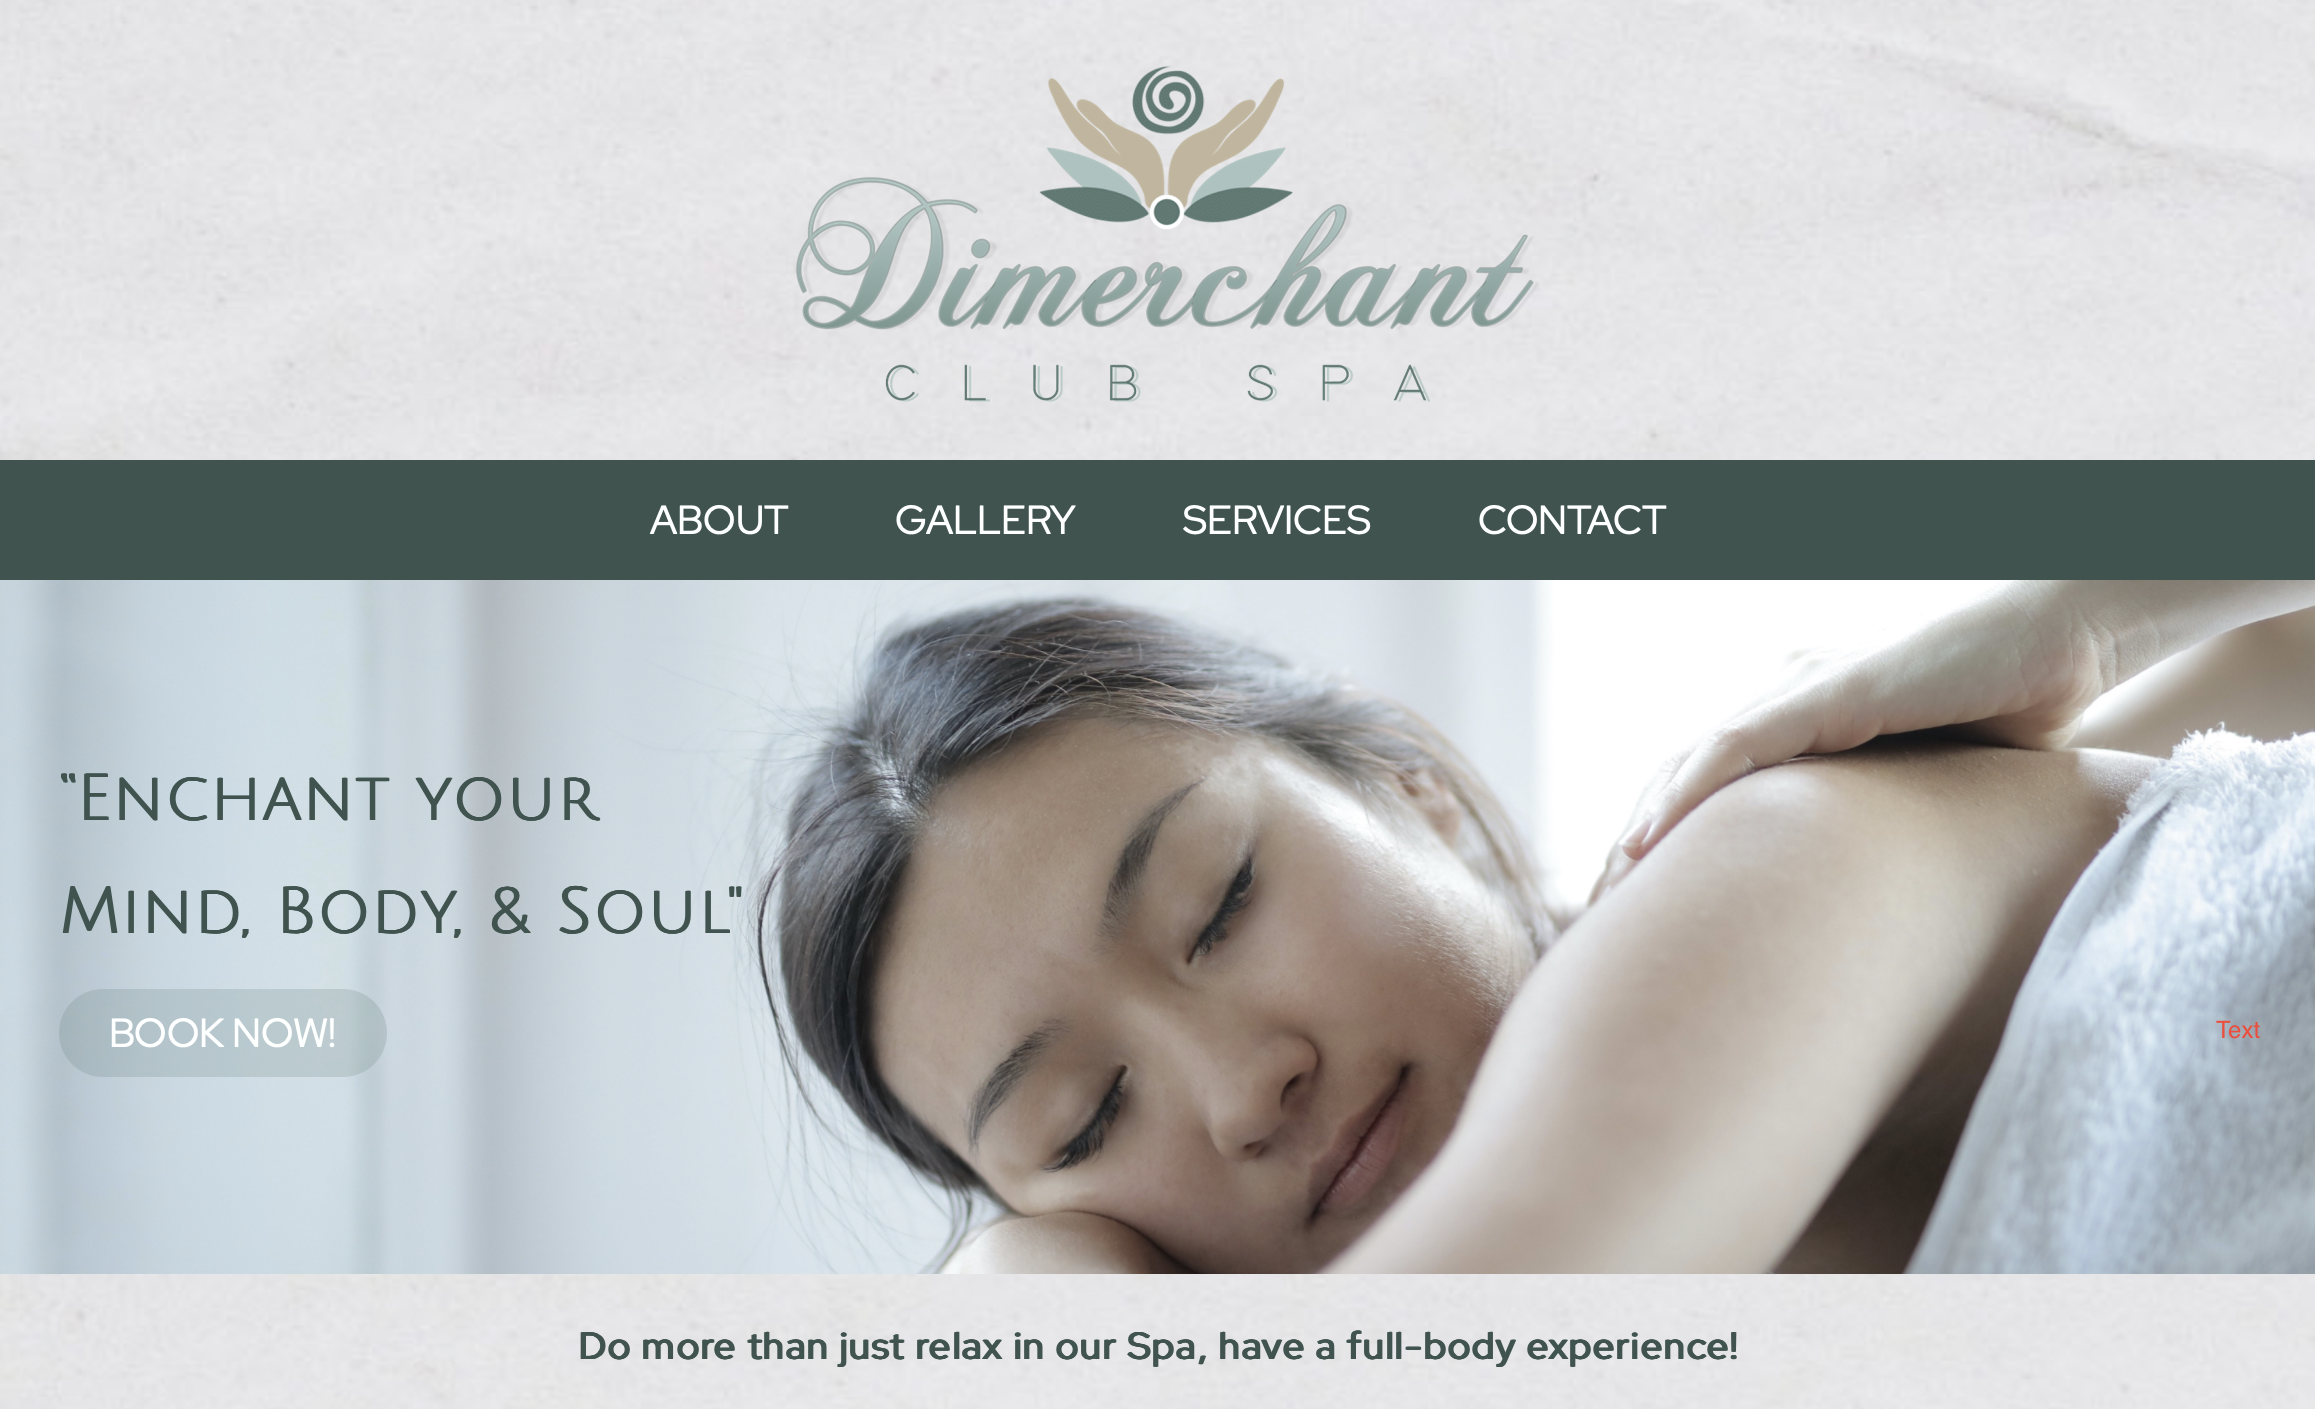 Dimerchant
CLUB SPA
ABOUT GALLERY SERVICES CONTACT
“ENCHANT YOUR
MIND, BODY, & SOUL"
BOOK NOW!
Text
Do more than just relax in our Spa, have a full-body experience!